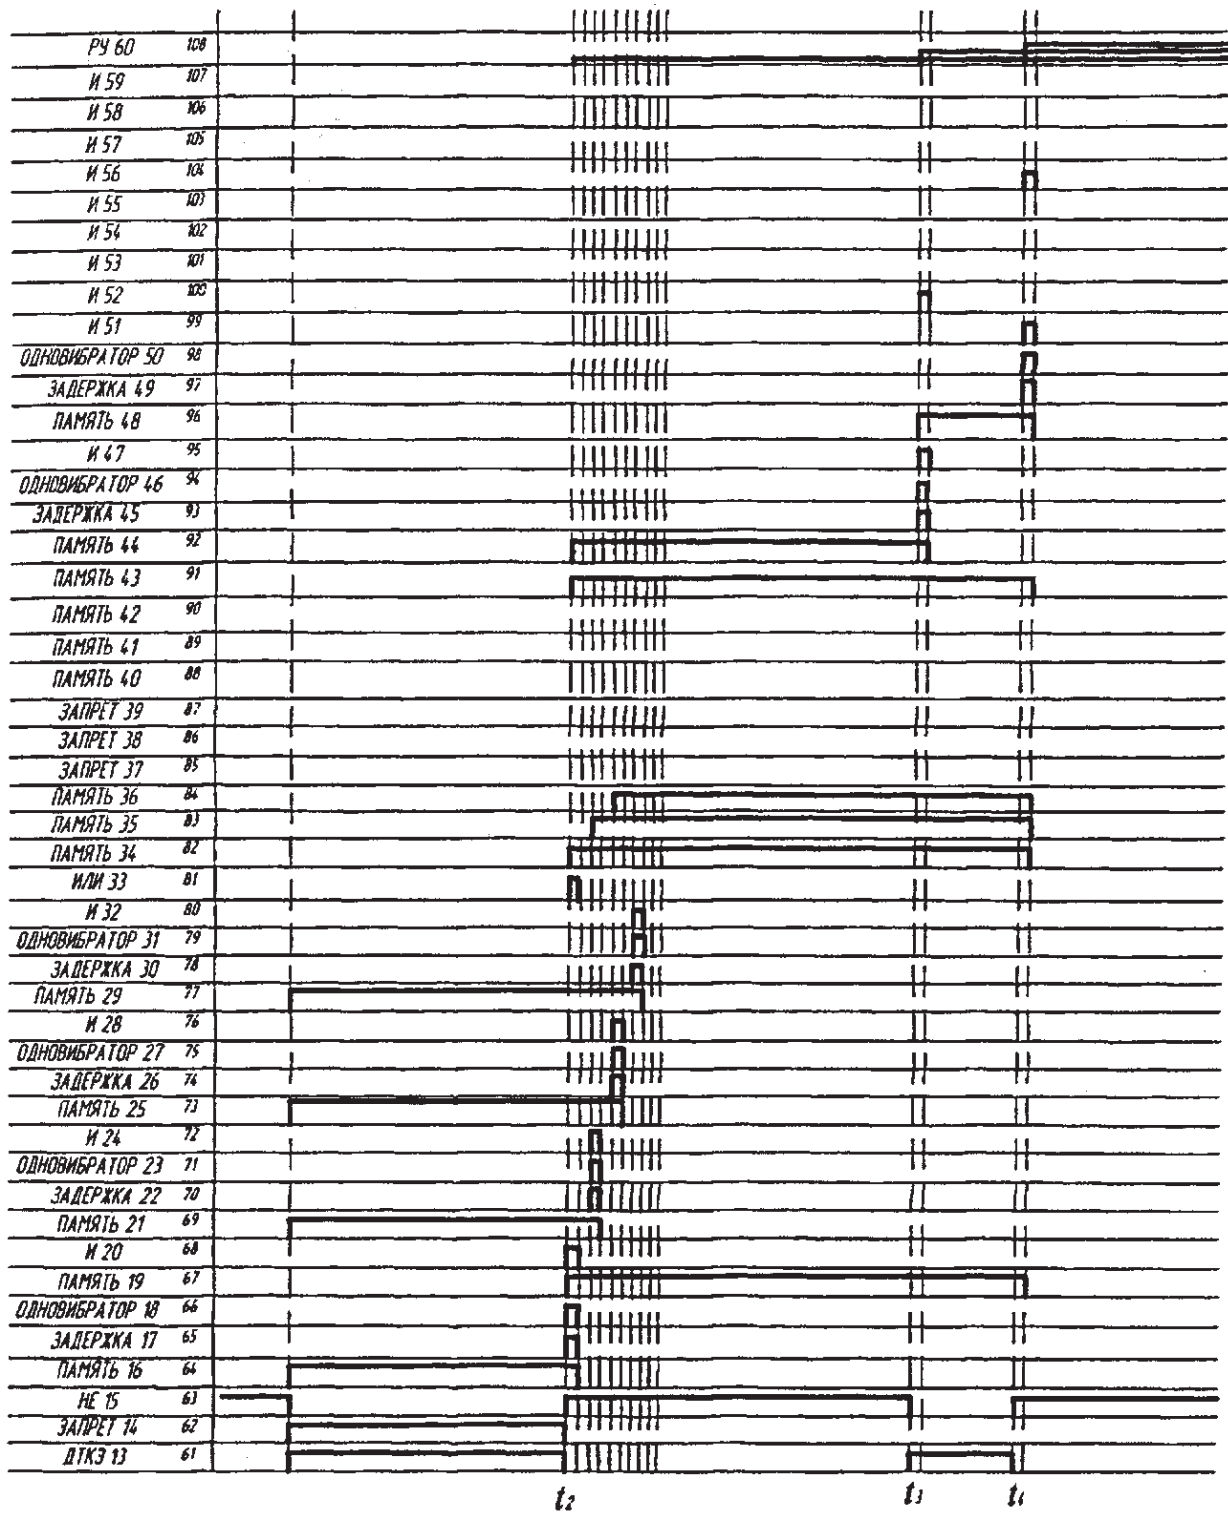 РУ 60 108
И 59 107
И 58 106
И 57 105
И 56 104
И 55 103
И 54 102
И 53 101
И 52 100
И 51 99
ОДНОВИБРАТОР 50 98
ЗАДЕРЖКА 49 97
ПАМЯТЬ 48 96
И 47 95
ОДНОВИБРАТОР 46 94
ЗАДЕРЖКА 45 93
ПАМЯТЬ 44 92
ПАМЯТЬ 43 91
ПАМЯТЬ 42 90
ПАМЯТЬ 41 89
ПАМЯТЬ 40 88
ЗАПРЕТ 39 87
ЗАПРЕТ 38 86
ЗАПРЕТ 37 85
ПАМЯТЬ 36 84
ПАМЯТЬ 35 83
ПАМЯТЬ 34 82
ИЛИ 33 81
И 32 80
ОДНОВИБРАТОР 31 79
ЗАДЕРЖКА 30 78
ПАМЯТЬ 29 77
И 28 76
ОДНОВИБРАТОР 27 75
ЗАДЕРЖКА 26 74
ПАМЯТЬ 25 73
И 24 72
ОДНОВИБРАТОР 23 71
ЗАДЕРЖКА 22 70
ПАМЯТЬ 21 69
И 20 68
ПАМЯТЬ 19 67
ОДНОВИБРАТОР 18 66
ЗАДЕРЖКА 17 65
ПАМЯТЬ 16 64
НЕ 15 63
ЗАПРЕТ 14 62
ДТКЭ 13 61
t2 t3 t4